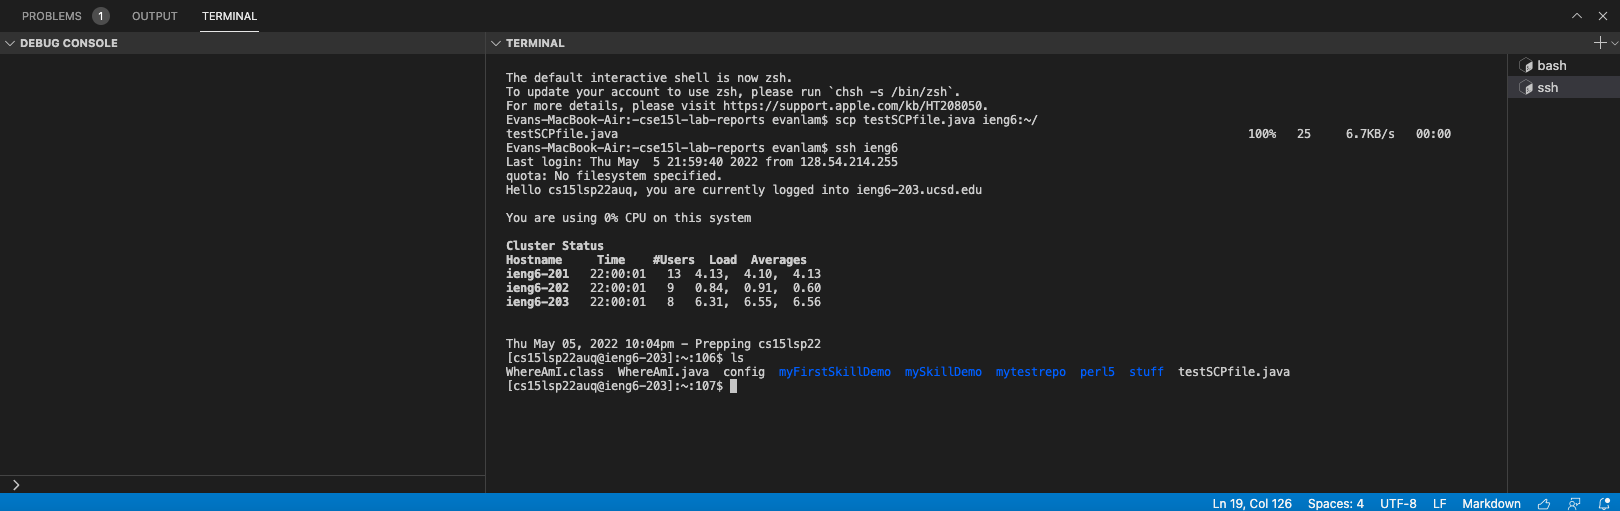 PROBLEMS 1 OUTPUT TERMINAL
DEBUG CONSOLE
TERMINAL
The default interactive shell is now zsh.
To update your account to use zsh, please run `chsh -s /bin/zsh`.
For more details, please visit https://support.apple.com/kb/HT208050.
Evans-MacBook-Air:-cse15l-lab-reports evanlam$ scp testSCPfile.java ieng6:~/
testSCPfile.java 100% 25 6.7KB/s 00:00
Evans-MacBook-Air:-cse15l-lab-reports evanlam$ ssh ieng6
Last login: Thu May  5 21:59:40 2022 from 128.54.214.255
quota: No filesystem specified.
Hello cs15lsp22auq, you are currently logged into ieng6-203.ucsd.edu
You are using 0% CPU on this system
Cluster Status
Hostname Time #Users Load Averages
ieng6-201 22:00:01 13 4.13, 4.10, 4.13
ieng6-202 22:00:01 9 0.84, 0.91, 0.60
ieng6-203 22:00:01 8 6.31, 6.55, 6.56
Thu May 05, 2022 10:04pm - Prepping cs15lsp22
[cs15lsp22auq@ieng6-203]:~:106$ ls
WhereAmI.class WhereAmI.java config myFirstSkillDemo mySkillDemo mytestrepo perl5 stuff testSCPfile.java
[cs15lsp22auq@ieng6-203]:~:107$
bash
ssh
Ln 19, Col 126 Spaces: 4 UTF-8 LF Markdown